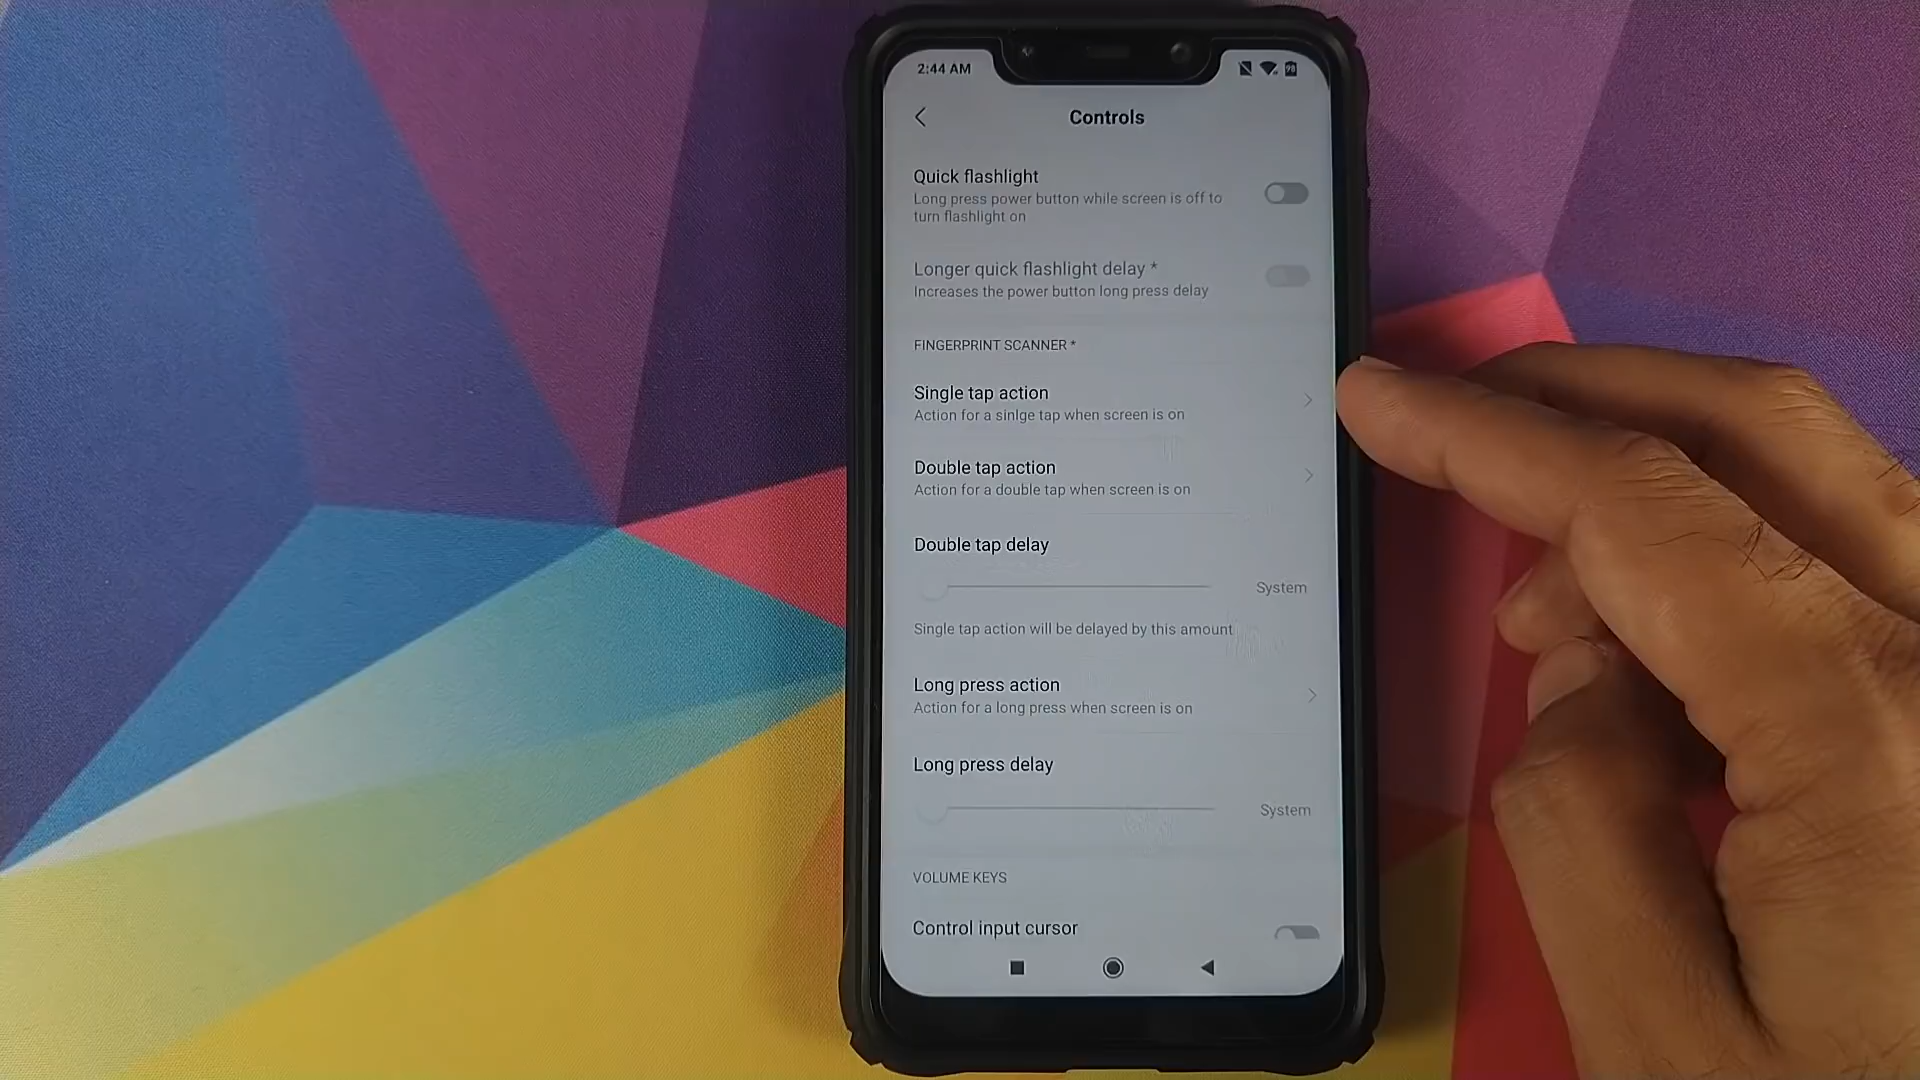 2:44 AM
98
Controls
Quick flashlight
Long press power button while screen is off to
turn flashlight on
Longer quick flashlight delay *
Increases the power button long press delay
FINGERPRINT SCANNER *
Single tap action
Action for a sinlge tap when screen is on
Double tap action
Action for a double tap when screen is on
Double tap delay
System
Single tap action will be delayed by this amount
Long press action
Action for a long press when screen is on
Long press delay
System
VOLUME KEYS
Control input cursor